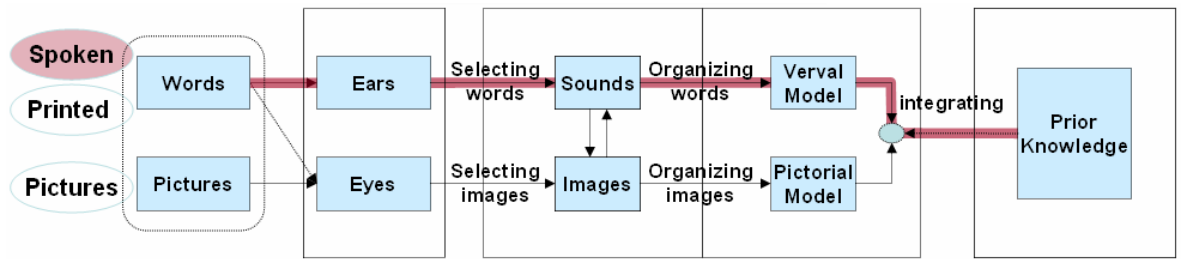 Spoken
Printed
Pictures
Words
Pictures
Ears
Eyes
Selecting
words
Selecting
images
Sounds
Images
Organizing
words
Organizing
images
Verval
Model
Pictorial
Model
integrating
Prior
Knowledge